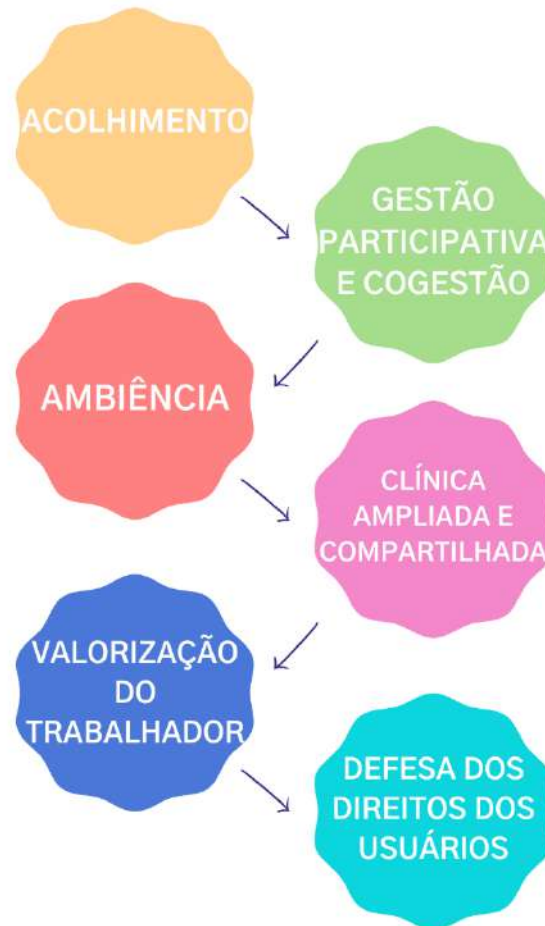 ACOLHIMENTO
GESTÃO
PARTICIPATIVA
E COGESTÃO
AMBIÊNCIA
CLÍNICA
AMPLIADA E
COMPARTILHADA
VALORIZAÇÃO
DO
TRABALHADOR
DEFESA DOS
DIREITOS DOS
USUÁRIOS